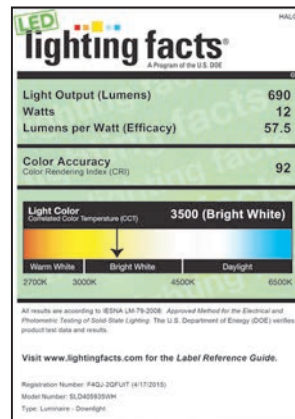 LED
HALO
lighting facts®
A Program of the U.S. DOE
Light Output (Lumens) 690
Watts 12
Lumens per Watt (Efficacy) 57.5
Color Accuracy
Color Rendering Index (CRI) 92
Light Color
Correlated Color Temperature (CCT) 3500 (Bright White)
Warm White Bright White Daylight
2700K 3000K 4500K 6500K
All results are according to IESNA LM-79-2008: Approved Method for the Electrical and
Photometric Testing of Solid-State Lighting. The U.S. Department of Energy (DOE) verifies
product test data and results.
Visit www.lightingfacts.com for the Label Reference Guide.
Registration Number: F4QJ-2QFUIT (4/17/2015)
Model Number: SLD405935WH
Type: Luminaire - Downlight